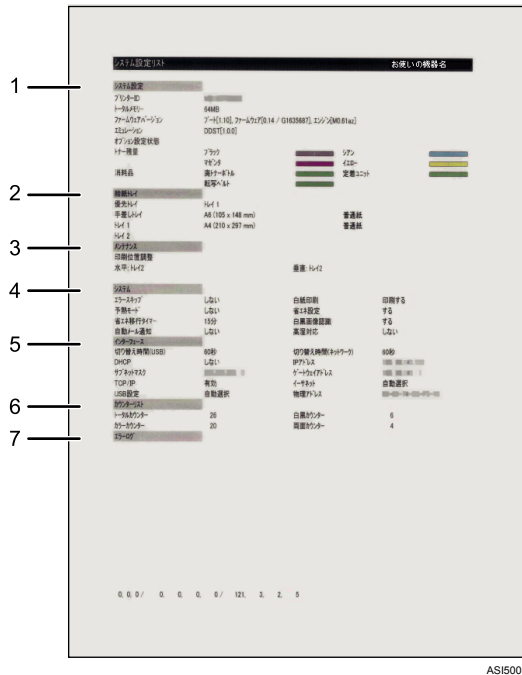 システム設定リスト お使いの機器名
1 システム設定
プリンターID
トータルメモリー 64MB
ファームウェアバージョン ブート[1.10], ファームウェア[0.14 / G1635687], エンジン[M0.61az]
エミュレーション DDST[1.0.0]
オプション設定状態
トナー残量 ブラック シアン
マゼンタ イエロー
消耗品 廃トナーボトル 定着ユニット
転写ベルト
2 給紙トレイ
優先トレイ トレイ 1
手差しトレイ A6 (105 x 148 mm) 普通紙
トレイ 1 A4 (210 x 297 mm) 普通紙
トレイ 2
3 メンテナンス
印刷位置調整
水平: トレイ2 垂直: トレイ2
4 システム
エラースキップ しない 白紙印刷 印刷する
予熱モード しない 省エネ設定 する
省エネ移行タイマー 15分 白黒画像認識 する
自動メール通知 しない 高湿対応 しない
5 インターフェース
切り替え時間(USB) 60秒 切り替え時間(ネットワーク) 60秒
DHCP しない IPアドレス
サブネットマスク ゲートウェイアドレス
TCP/IP 有効 イーサネット 自動選択
USB設定 自動選択 物理アドレス
6 カウンターリスト
トータルカウンター 26 白黒カウンター 6
カラーカウンター 20 両面カウンター 4
7 エラーログ
0, 0, 0 / 0, 0, 0, 0 / 121, 3, 2, 5
ASI500